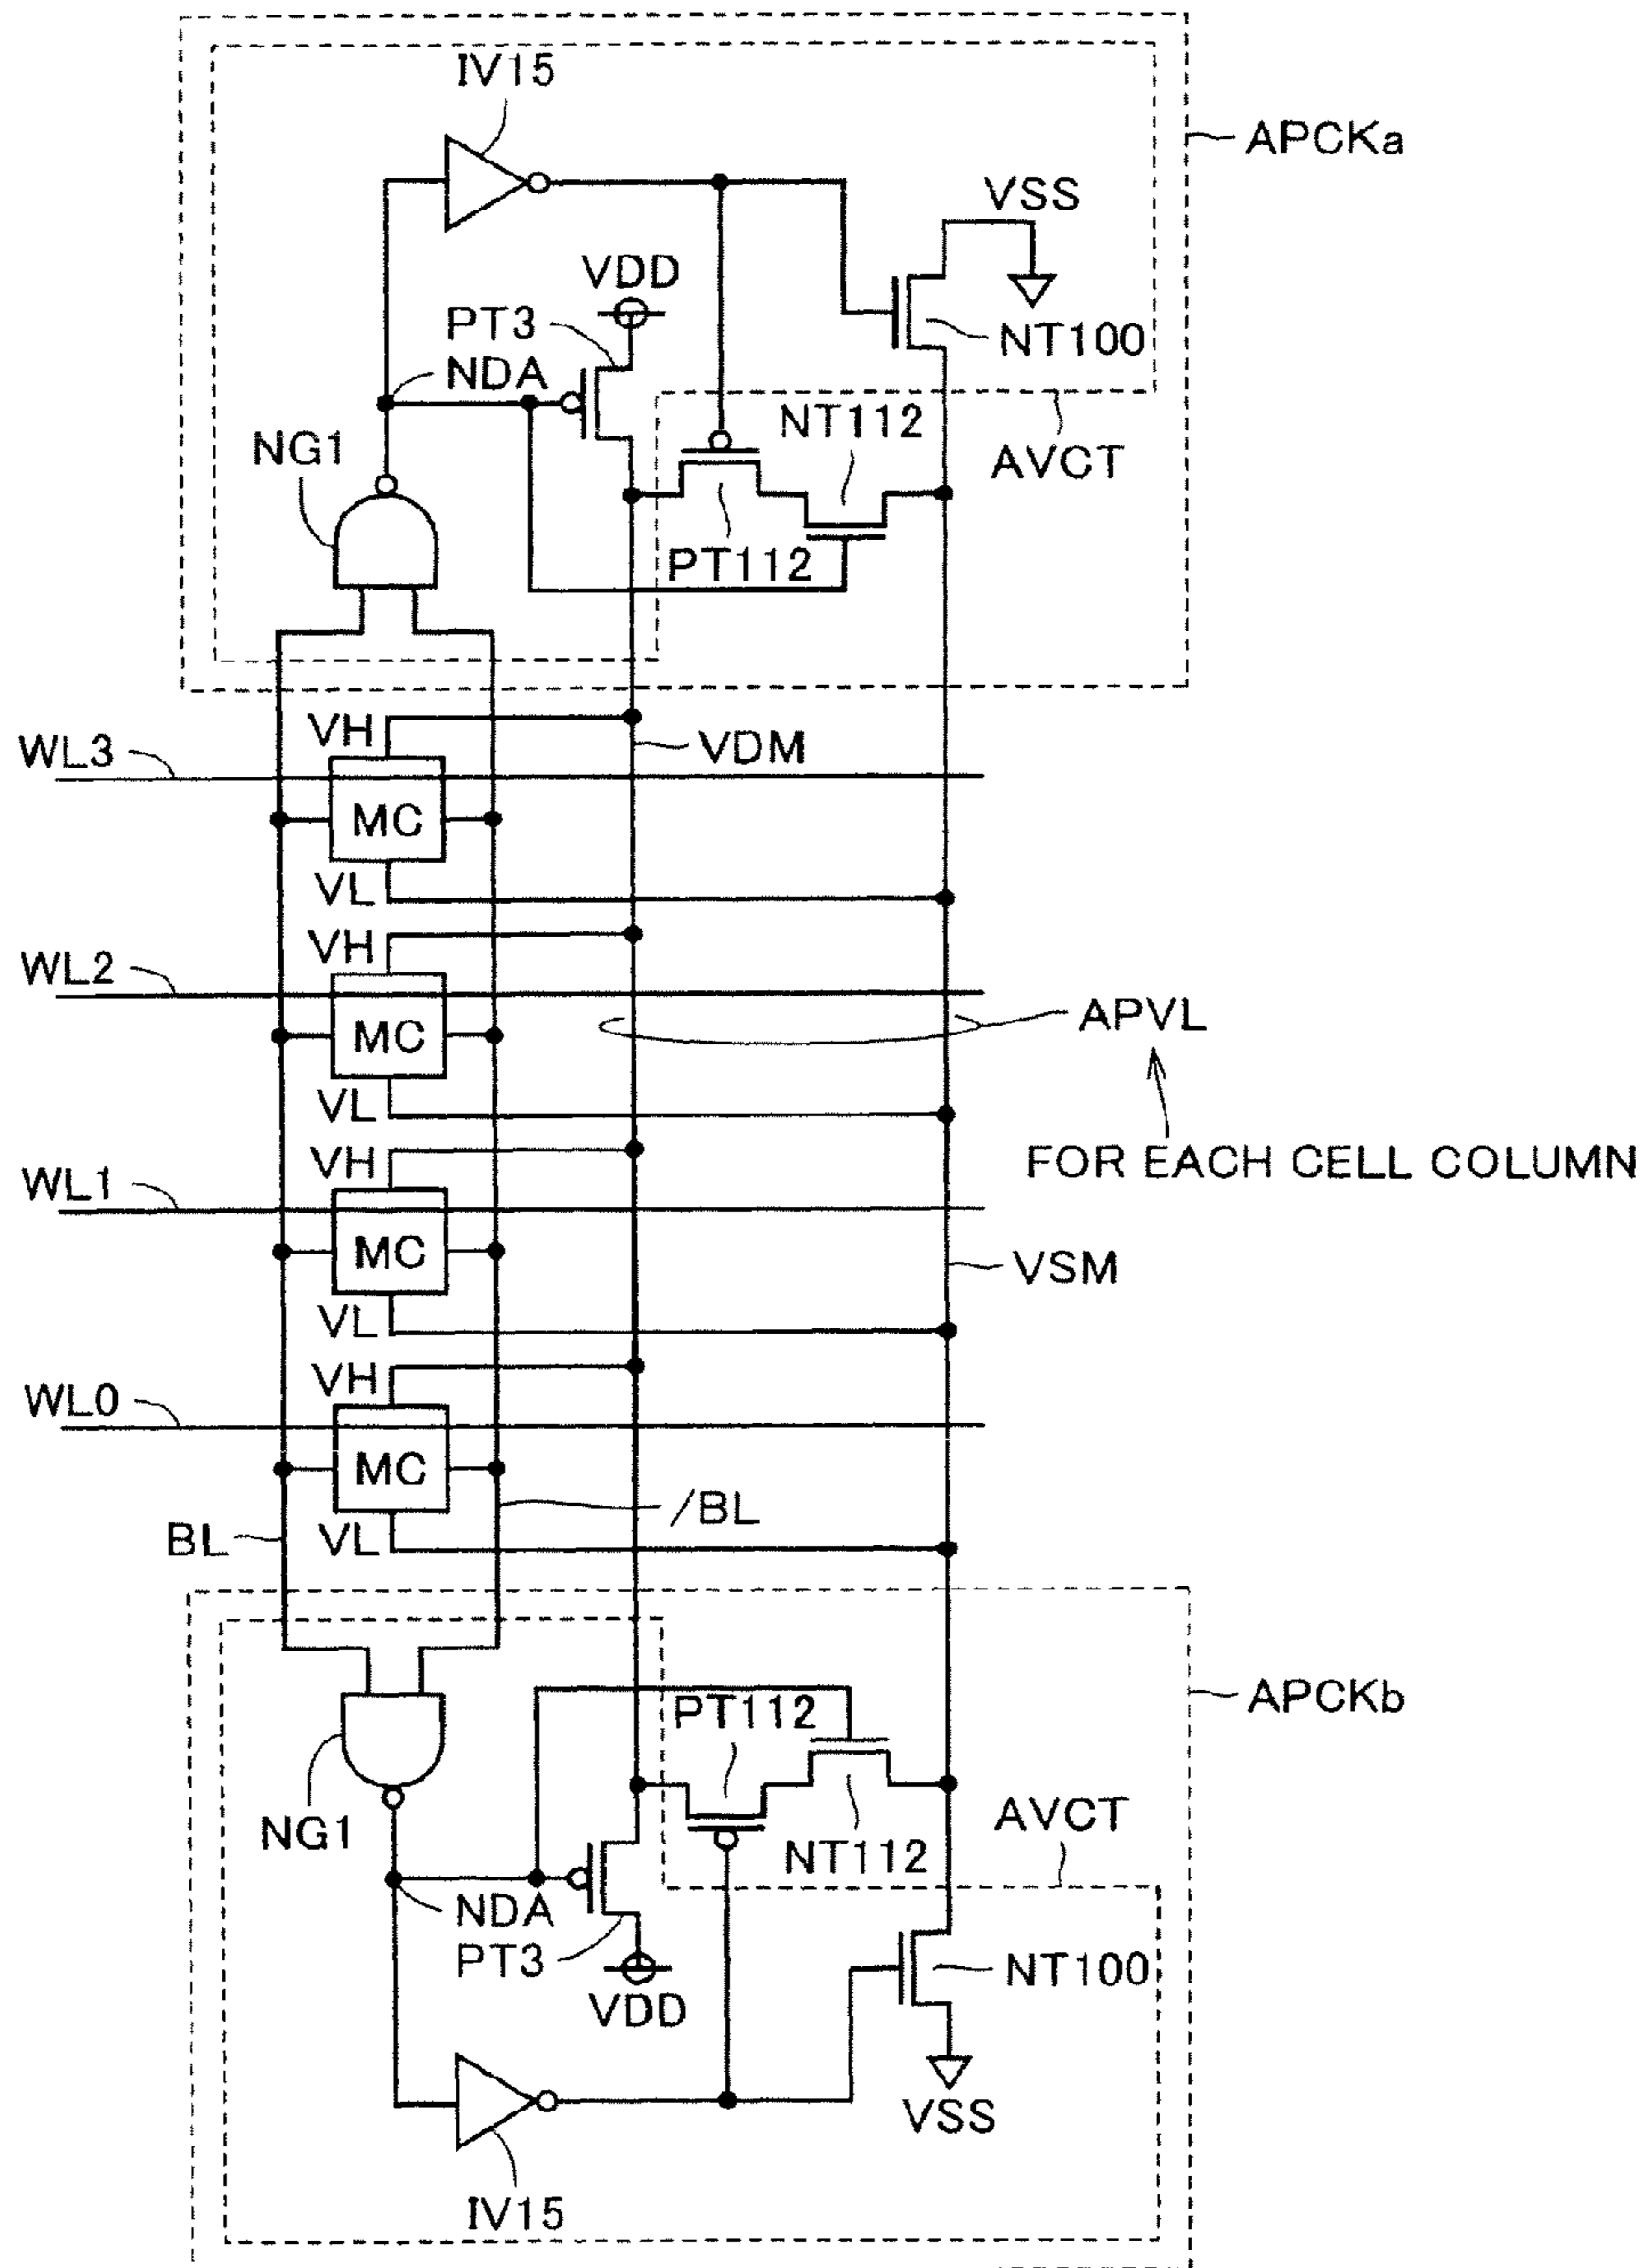 IV15
APCKa
VSS
VDD
PT3
NT100
NDA
NT112
NG1
AVCT
PT112
VH
WL3
VDM
MC
VL
VH
WL2
APVL
MC
VL
FOR EACH CELL COLUMN
VH
WL1
MC
VSM
VL
VH
WL0
MC
/BL
BL
VL
APCKb
PT112
NG1
AVCT
NT112
NDA
PT3
NT100
VDD
VSS
IV15